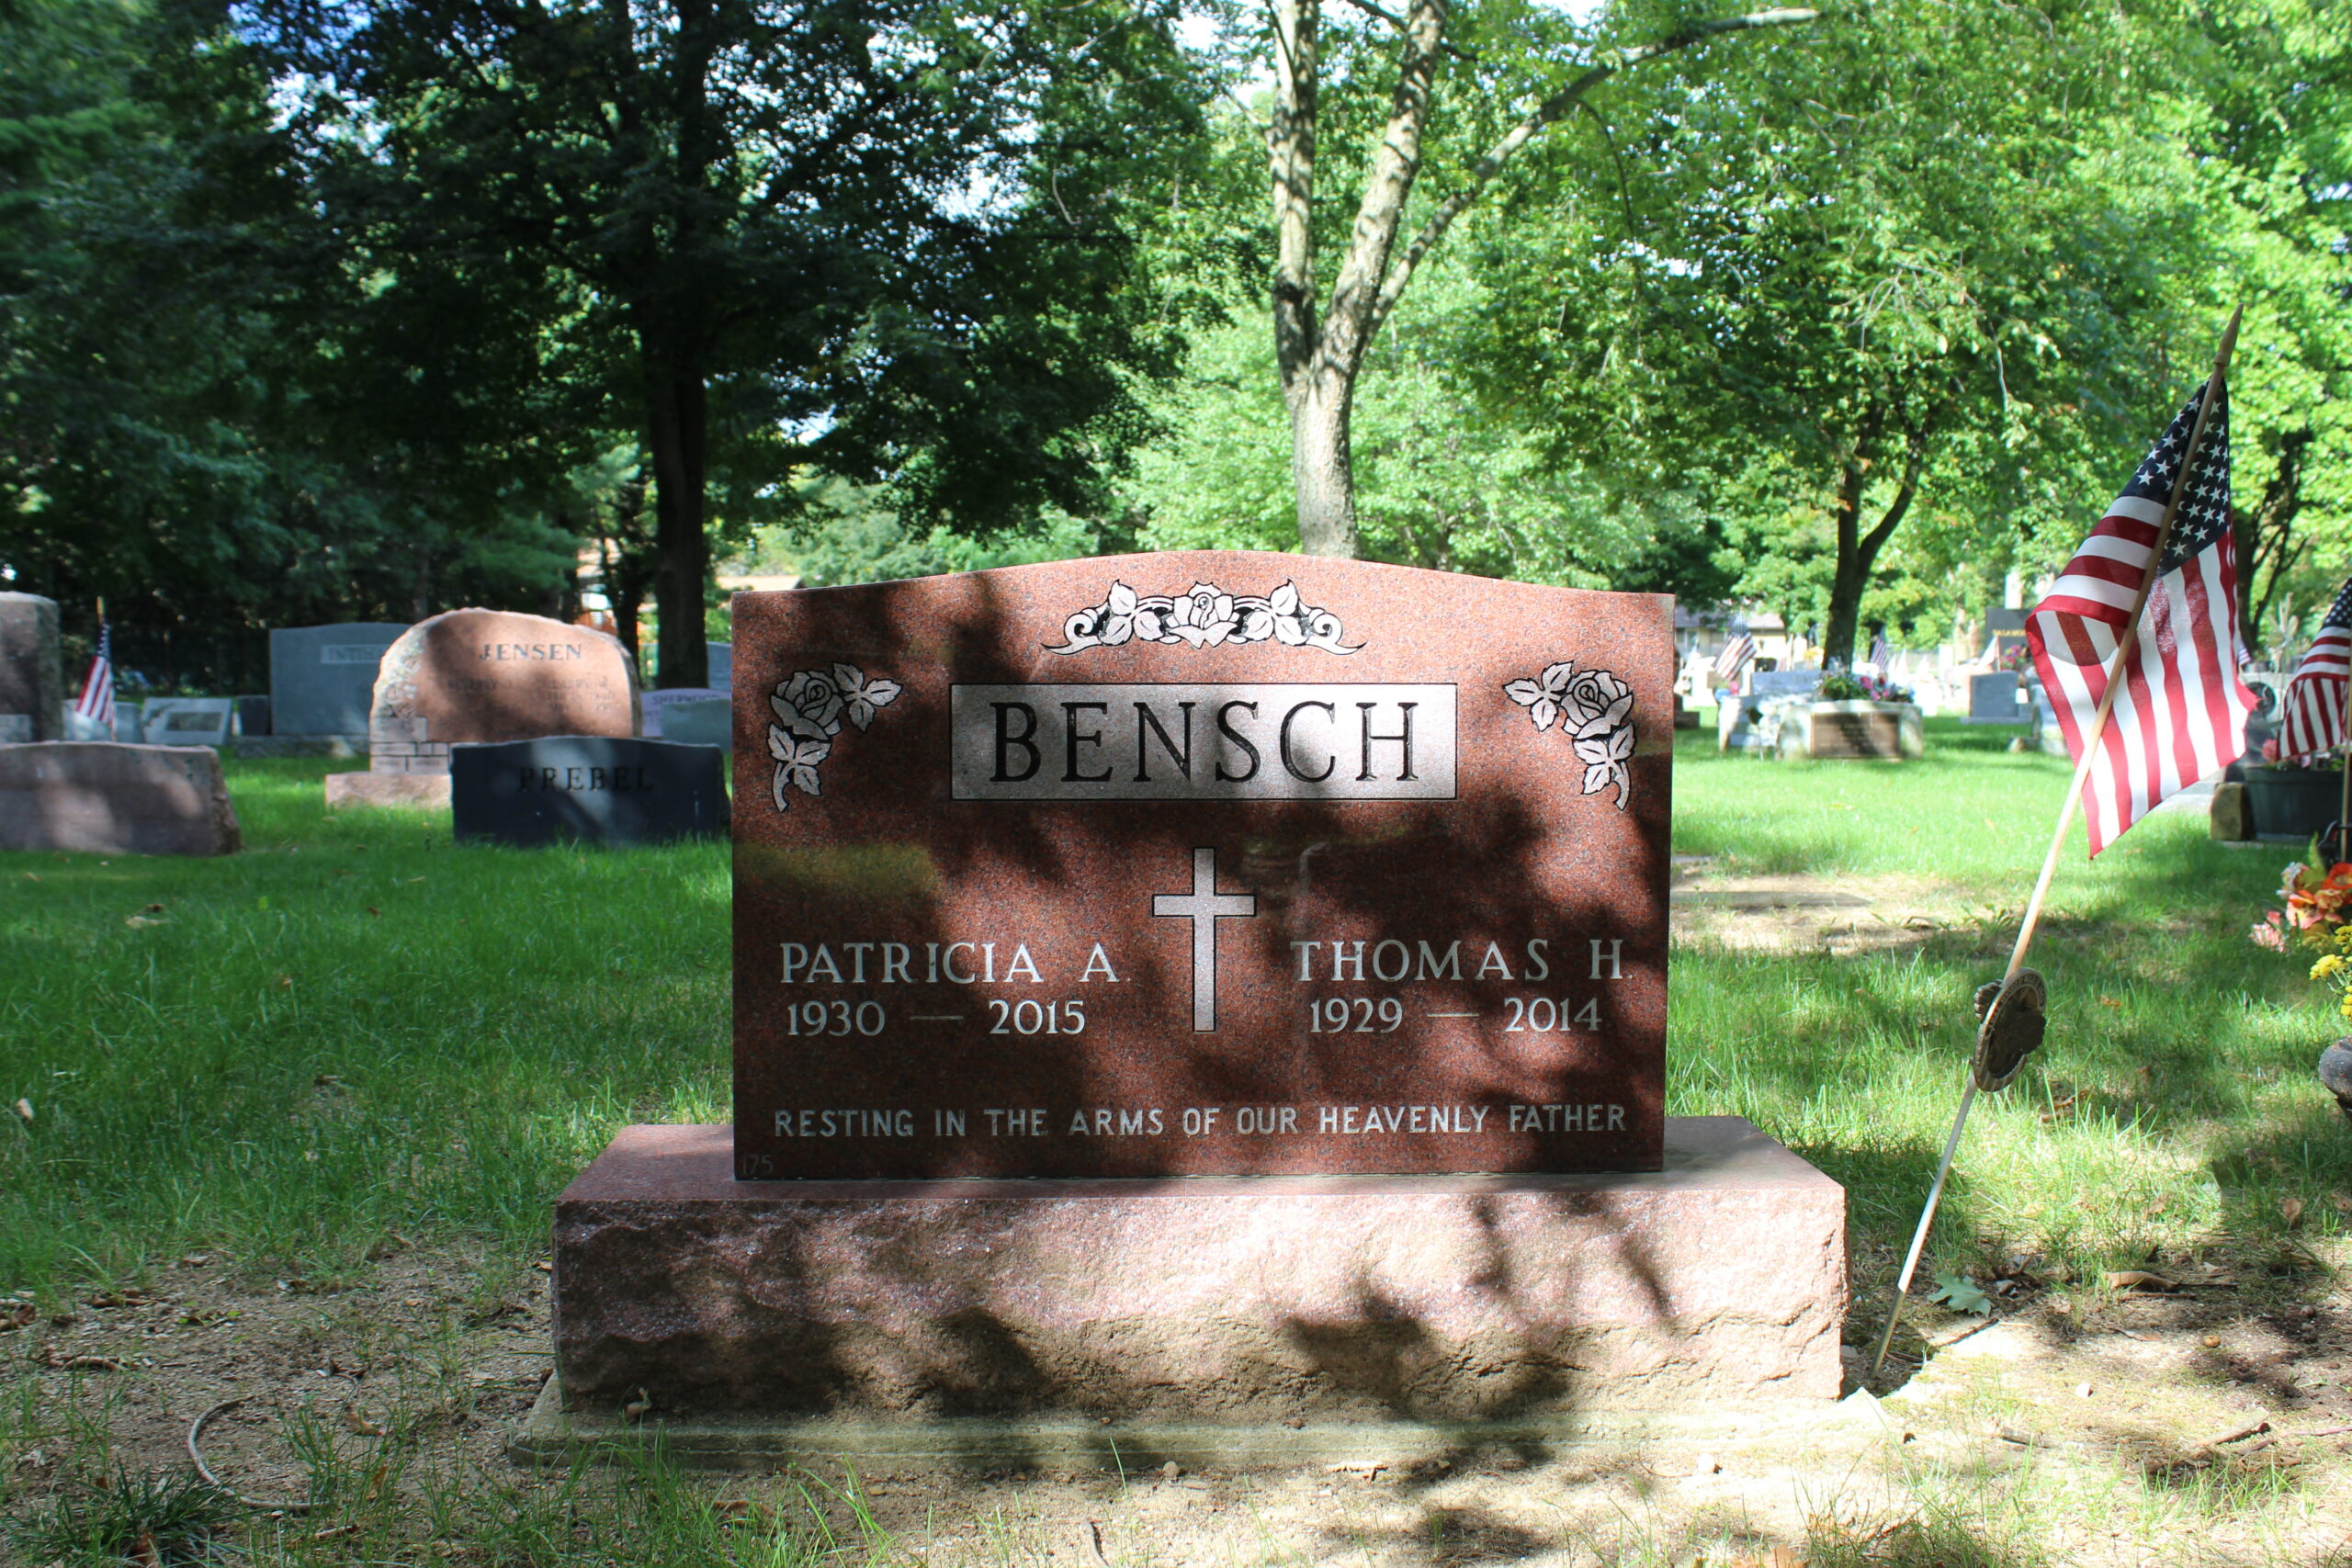 JENSEN
PREBEL
BENSCH
PATRICIA A.
1930 — 2015
THOMAS H.
1929 — 2014
RESTING IN THE ARMS OF OUR HEAVENLY FATHER
175